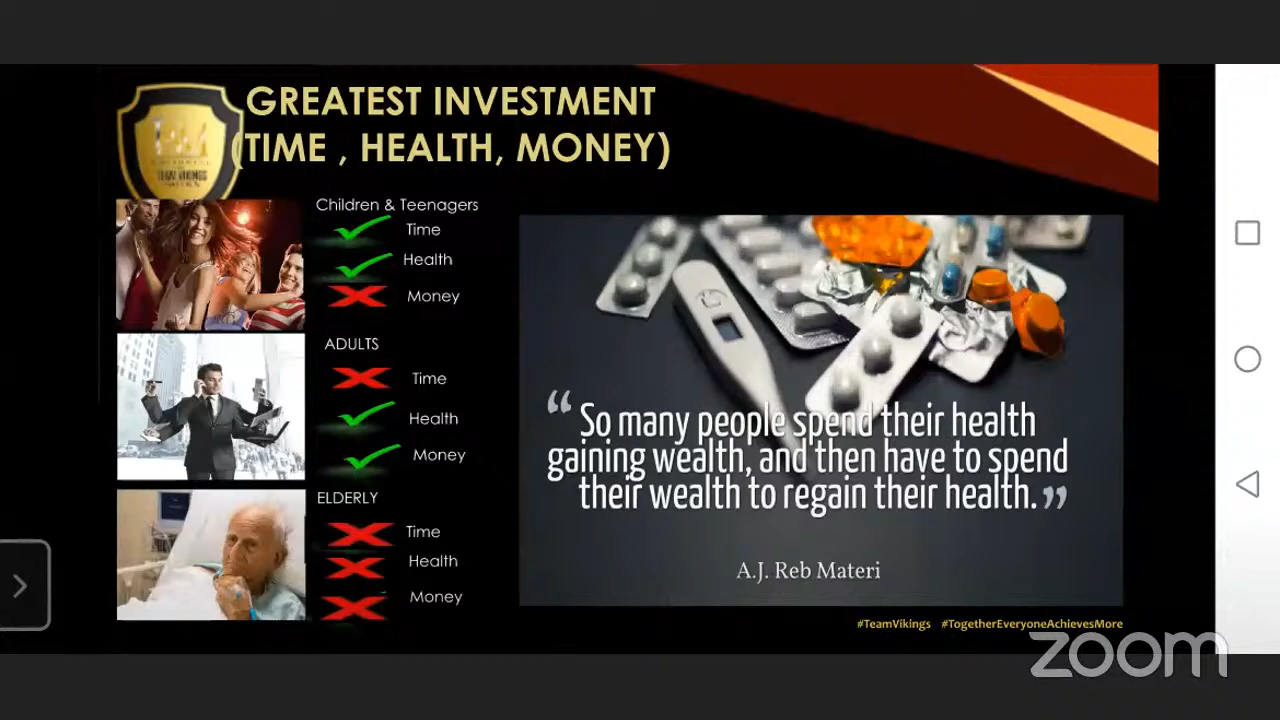 GREATEST INVESTMENT
(TIME , HEALTH, MONEY)
TEAM VIKINGS
Children & Teenagers
Time
Health
Money
ADULTS
Time
Health
Money
ELDERLY
Time
Health
Money
“ So many people spend their health
gaining wealth, and then have to spend
their wealth to regain their health. ”
A.J. Reb Materi
#TeamVikings #TogetherEveryoneAchievesMore
zoom